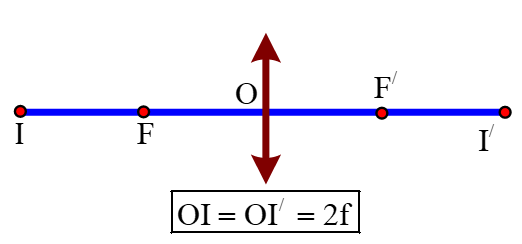 O F′
I F I′
OI = OI′ = 2f